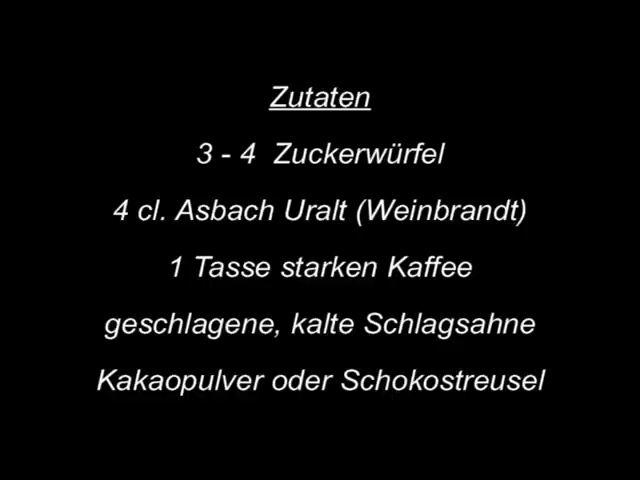 Zutaten
3 - 4 Zuckerwürfel
4 cl. Asbach Uralt (Weinbrandt)
1 Tasse starken Kaffee
geschlagene, kalte Schlagsahne
Kakaopulver oder Schokostreusel